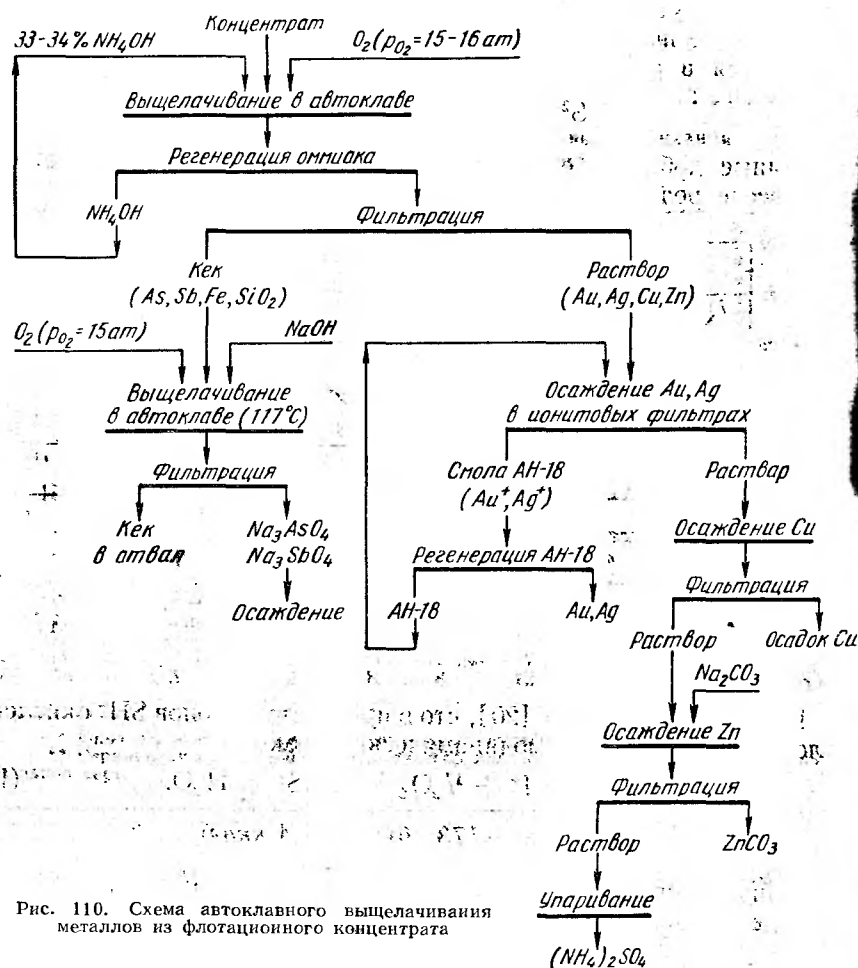 Концентрат
33-34% NH₄OH
O₂ (pO₂ = 15-16 ат)
Выщелачивание в автоклаве
Регенерация оммиака
NH₄OH
Фильтрация
Кек
(As, Sb, Fe, SiO₂)
Раствор
(Au, Ag, Cu, Zn)
O₂ (pO₂ = 15 ат)
NaOH
Выщелачивание
в автоклаве (117°С)
Осаждение Au, Ag
в ионитовых фильтрах
Фильтрация
Смола АН-18
(Au⁺, Ag⁺)
Раствар
Кек
в отвал
Na₃AsO₄
Na₃SbO₄
Осаждение Cu
Регенерация АН-18
Фильтрация
Осаждение
АН-18
Au, Ag
Раствор
Осадок Cu
Na₂CO₃
Осаждение Zn
Фильтрация
Раствор
ZnCO₃
Упаривание
(NH₄)₂SO₄
Рис. 110. Схема автоклавного выщелачивания
металлов из флотационного концентрата